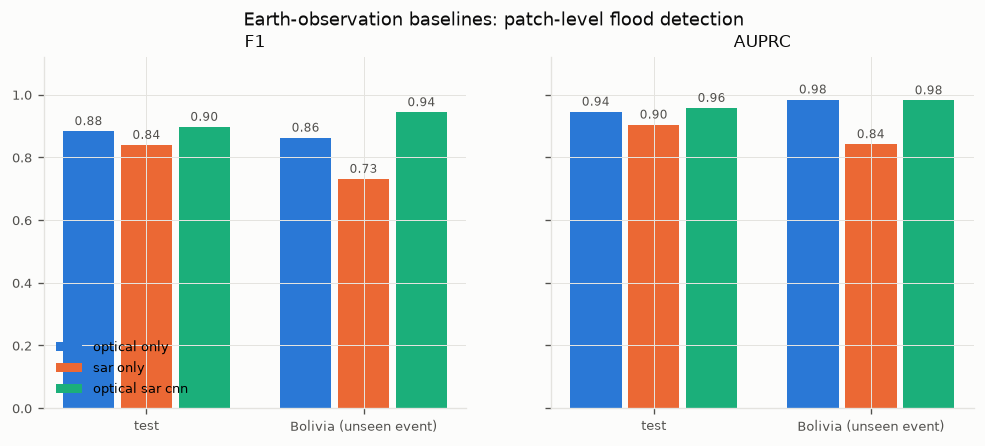 Earth-observation baselines: patch-level flood detection
F1
AUPRC
1.0
0.8
0.6
0.4
0.2
0.0
0.88
0.84
0.90
0.86
0.73
0.94
0.94
0.90
0.96
0.98
0.84
0.98
optical only
sar only
optical sar cnn
test
Bolivia (unseen event)
test
Bolivia (unseen event)